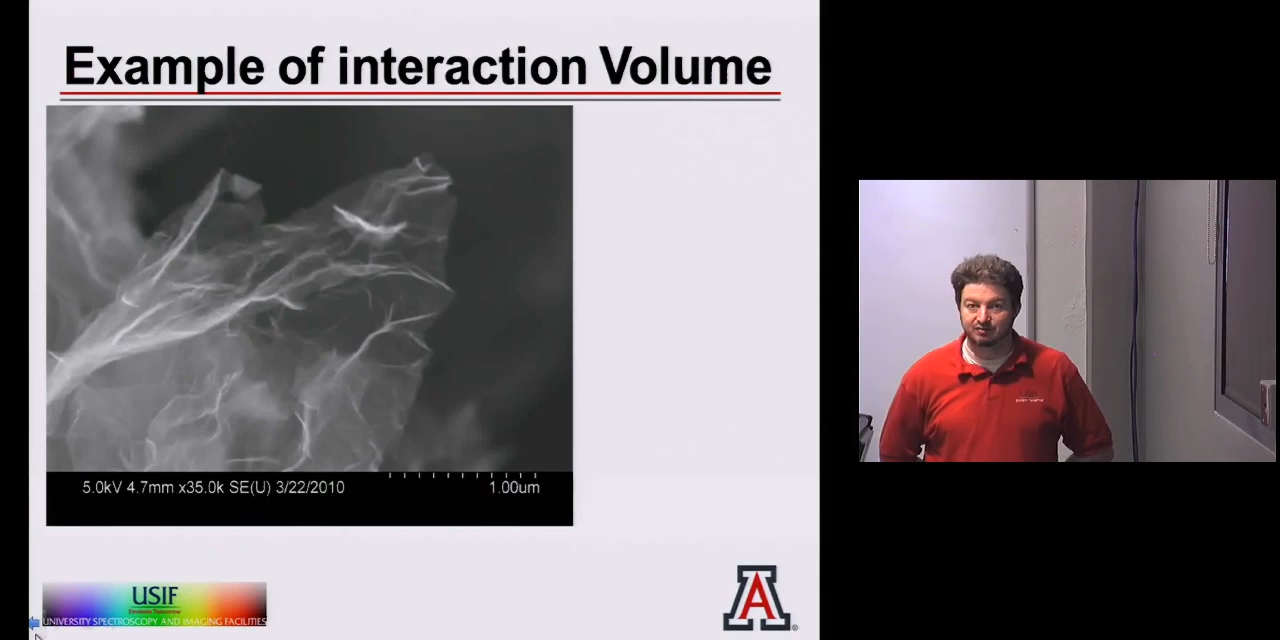 Example of interaction Volume
5.0kV 4.7mm x35.0k SE(U) 3/22/2010
1.00um
USIF
UNIVERSITY SPECTROSCOPY AND IMAGING FACILITIES
A